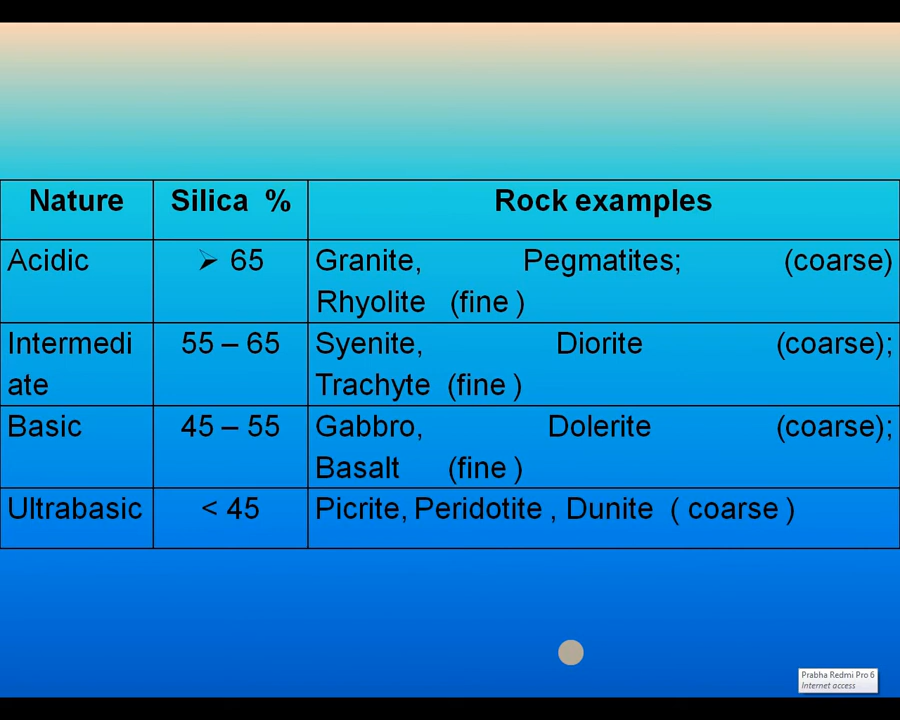 Nature Silica % Rock examples
Acidic ➢ 65 Granite, Pegmatites; (coarse)
Rhyolite (fine )
Intermedi 55 – 65 Syenite, Diorite (coarse);
ate Trachyte (fine )
Basic 45 – 55 Gabbro, Dolerite (coarse);
Basalt (fine )
Ultrabasic < 45 Picrite, Peridotite , Dunite ( coarse )
Prabha Redmi Pro 6
Internet access